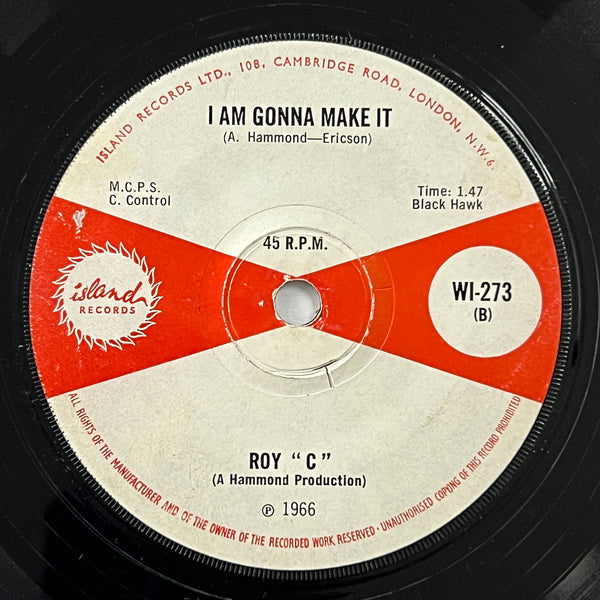 ISLAND RECORDS LTD., 108, CAMBRIDGE ROAD, LONDON, N.W.6.
I AM GONNA MAKE IT
(A. Hammond—Ericson)
M.C.P.S.
C. Control
Time: 1.47
Black Hawk
45 R.P.M.
island
RECORDS
WI-273
(B)
ROY "C"
(A Hammond Production)
℗ 1966
ALL RIGHTS OF THE MANUFACTURER AND OF THE OWNER OF THE RECORDED WORK RESERVED · UNAUTHORISED COPYING OF THIS RECORD PROHIBITED